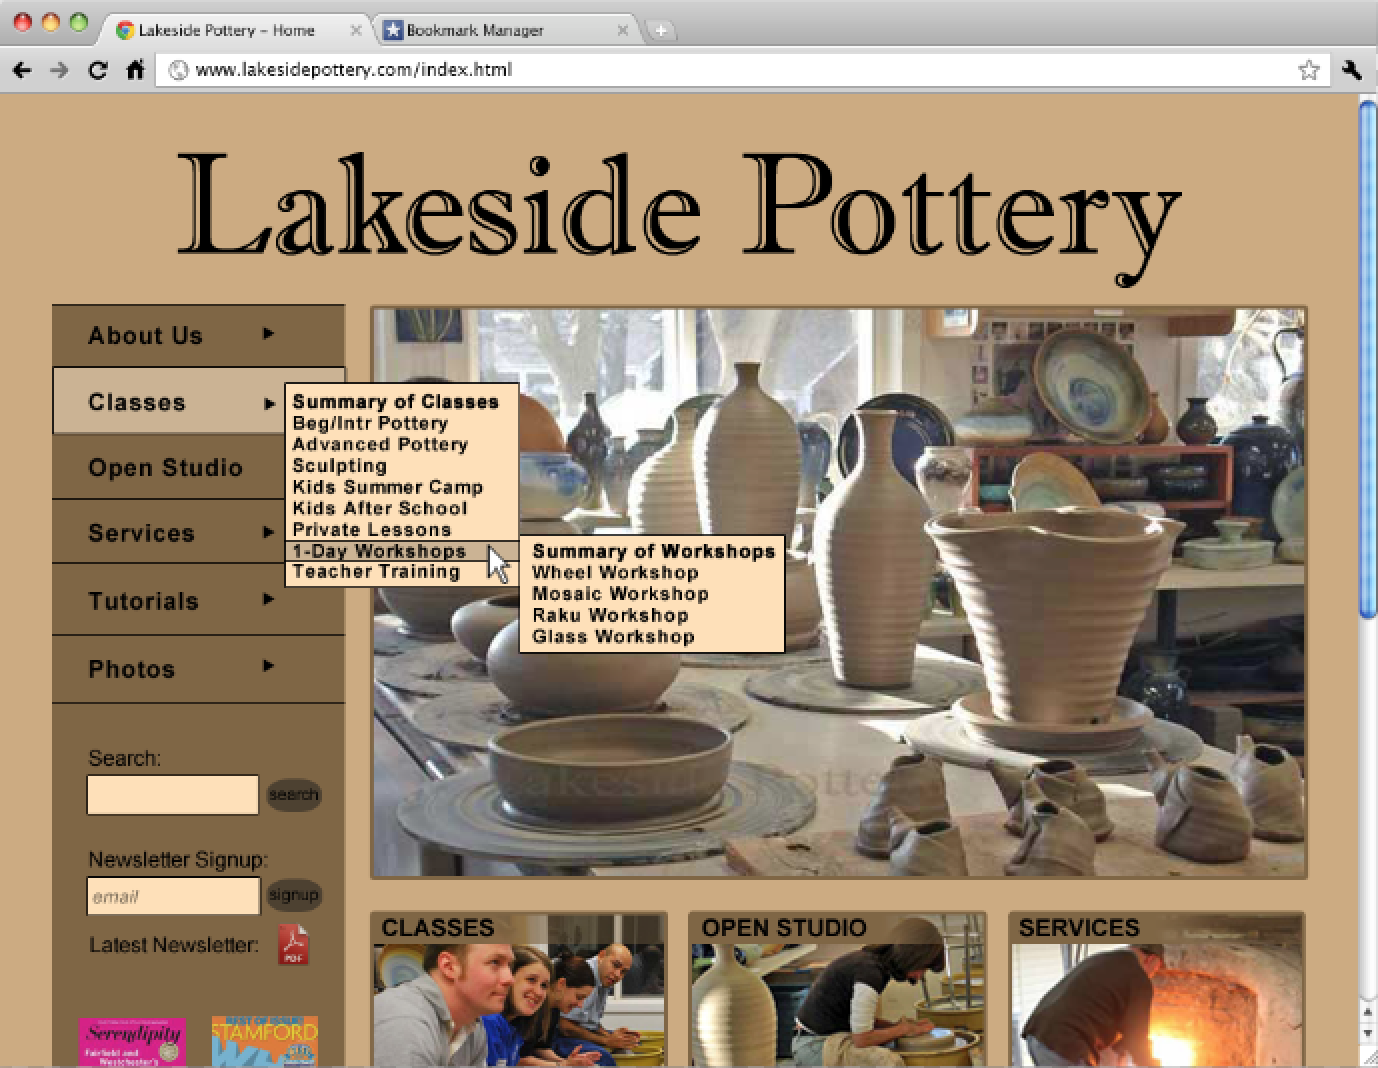 Lakeside Pottery – Home
Bookmark Manager
www.lakesidepottery.com/index.html
Lakeside Pottery
About Us
Classes
Open Studio
Services
Tutorials
Photos
Summary of Classes
Beg/Intr Pottery
Advanced Pottery
Sculpting
Kids Summer Camp
Kids After School
Private Lessons
1-Day Workshops
Teacher Training
Summary of Workshops
Wheel Workshop
Mosaic Workshop
Raku Workshop
Glass Workshop
Lakeside Pottery
Search:
search
Newsletter Signup:
email
signup
Latest Newsletter:
PDF
CLASSES
OPEN STUDIO
SERVICES
Serendipity
Fairfield and
Westchester's
STAMFORD